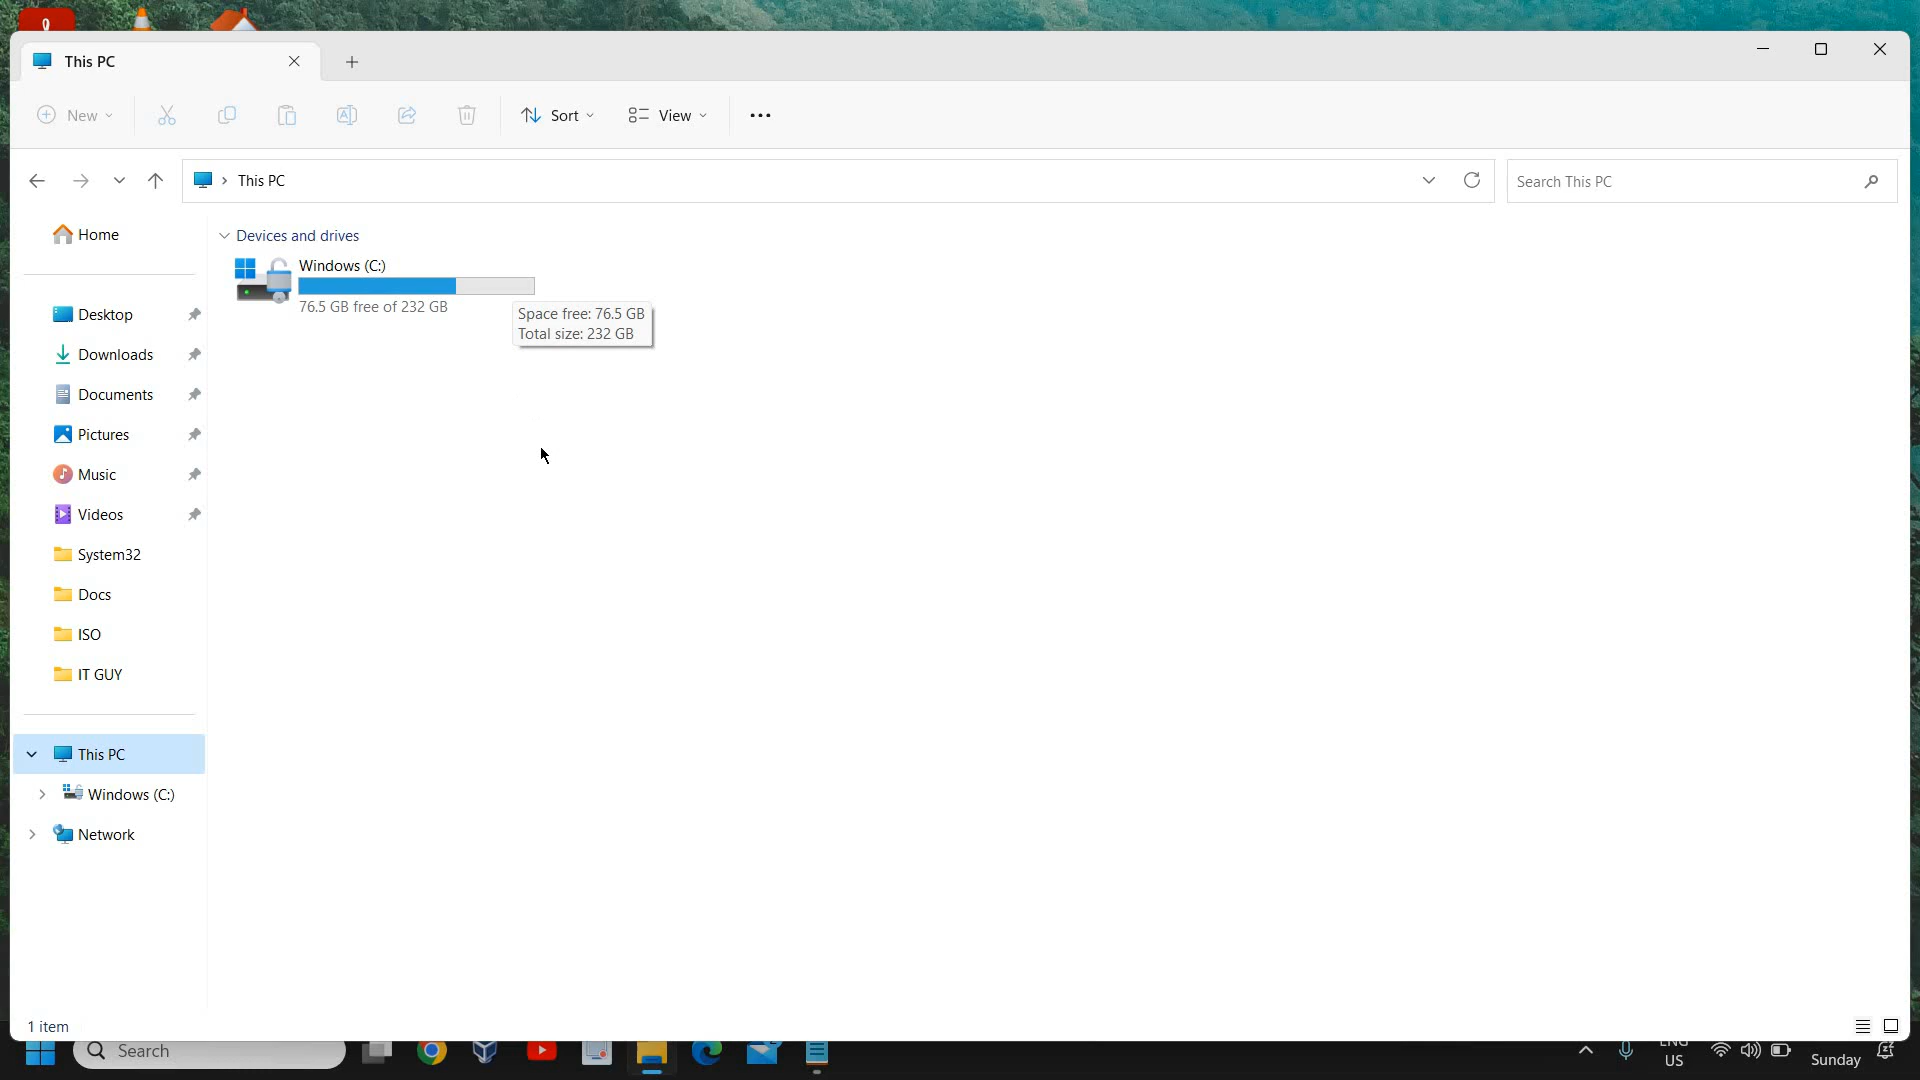 This PC
New
Sort
View
This PC
Search This PC
Home
Desktop
Downloads
Documents
Pictures
Music
Videos
System32
Docs
ISO
IT GUY
This PC
Windows (C:)
Network
Devices and drives
Windows (C:)
76.5 GB free of 232 GB
Space free: 76.5 GB
Total size: 232 GB
1 item
Search
ENG
US
Sunday